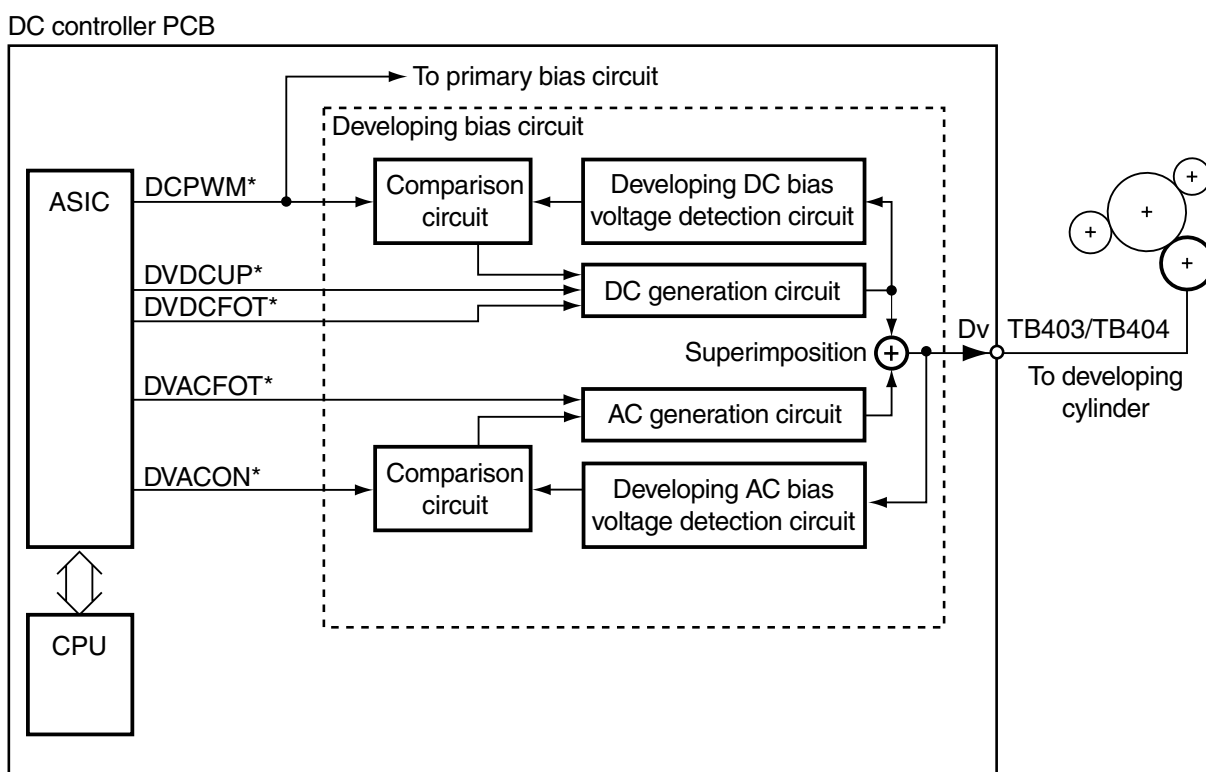 DC controller PCB
To primary bias circuit
Developing bias circuit
ASIC
DCPWM*
Comparison
circuit
Developing DC bias
voltage detection circuit
DVDCUP*
DC generation circuit
DVDCFOT*
Superimposition
+
Dv
TB403/TB404
To developing
cylinder
DVACFOT*
AC generation circuit
DVACON*
Comparison
circuit
Developing AC bias
voltage detection circuit
CPU